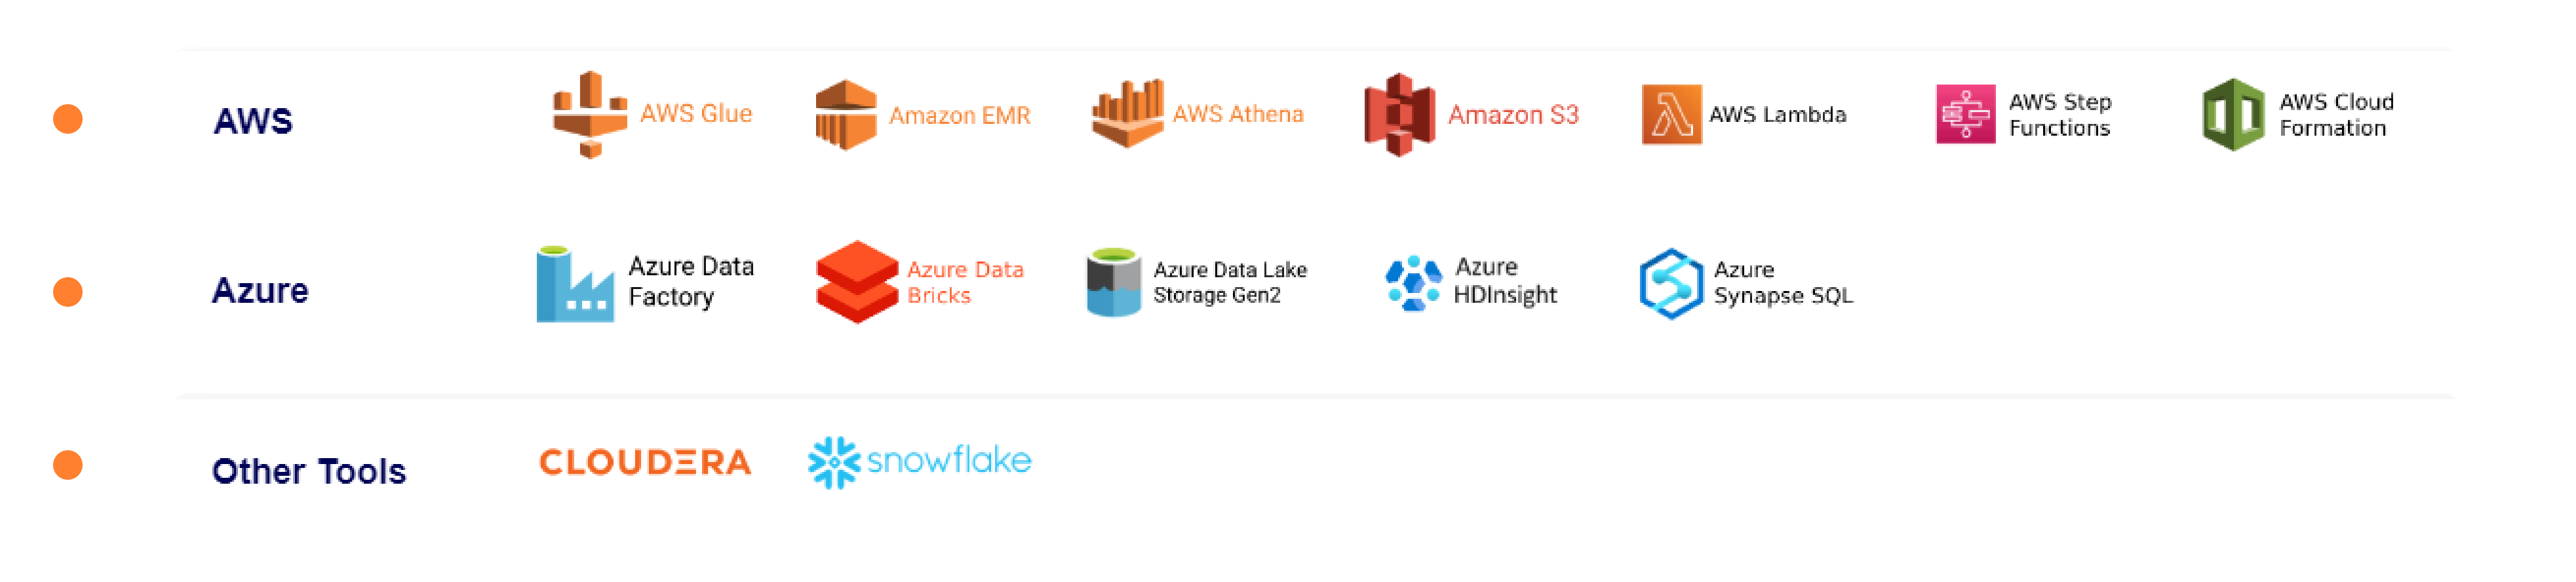 AWS
AWS Glue
Amazon EMR
AWS Athena
Amazon S3
AWS Lambda
AWS Step
Functions
AWS Cloud
Formation
Azure
Azure Data
Factory
Azure Data
Bricks
Azure Data Lake
Storage Gen2
Azure
HDInsight
Azure
Synapse SQL
Other Tools
CLOUDERA
snowflake